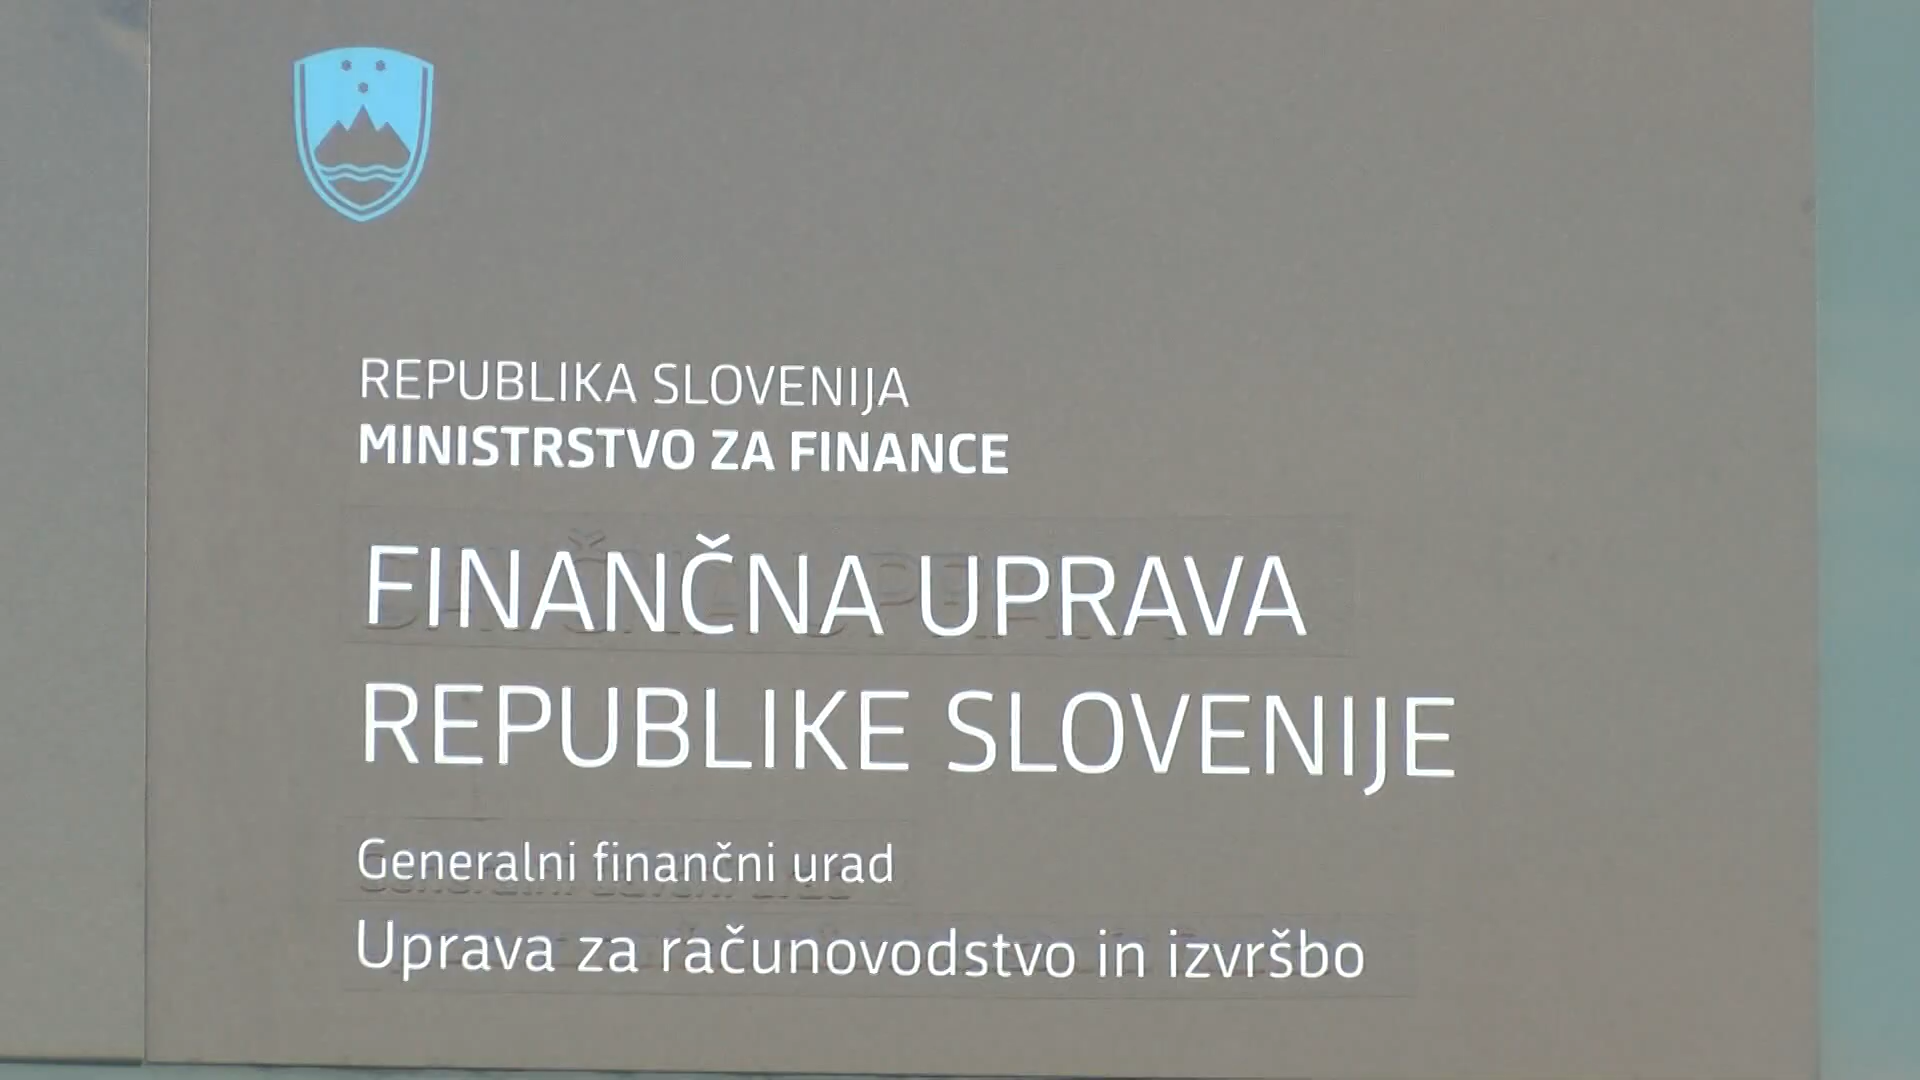 REPUBLIKA SLOVENIJA
MINISTRSTVO ZA FINANCE
FINANČNA UPRAVA
REPUBLIKE SLOVENIJE
Generalni finančni urad
Uprava za računovodstvo in izvršbo